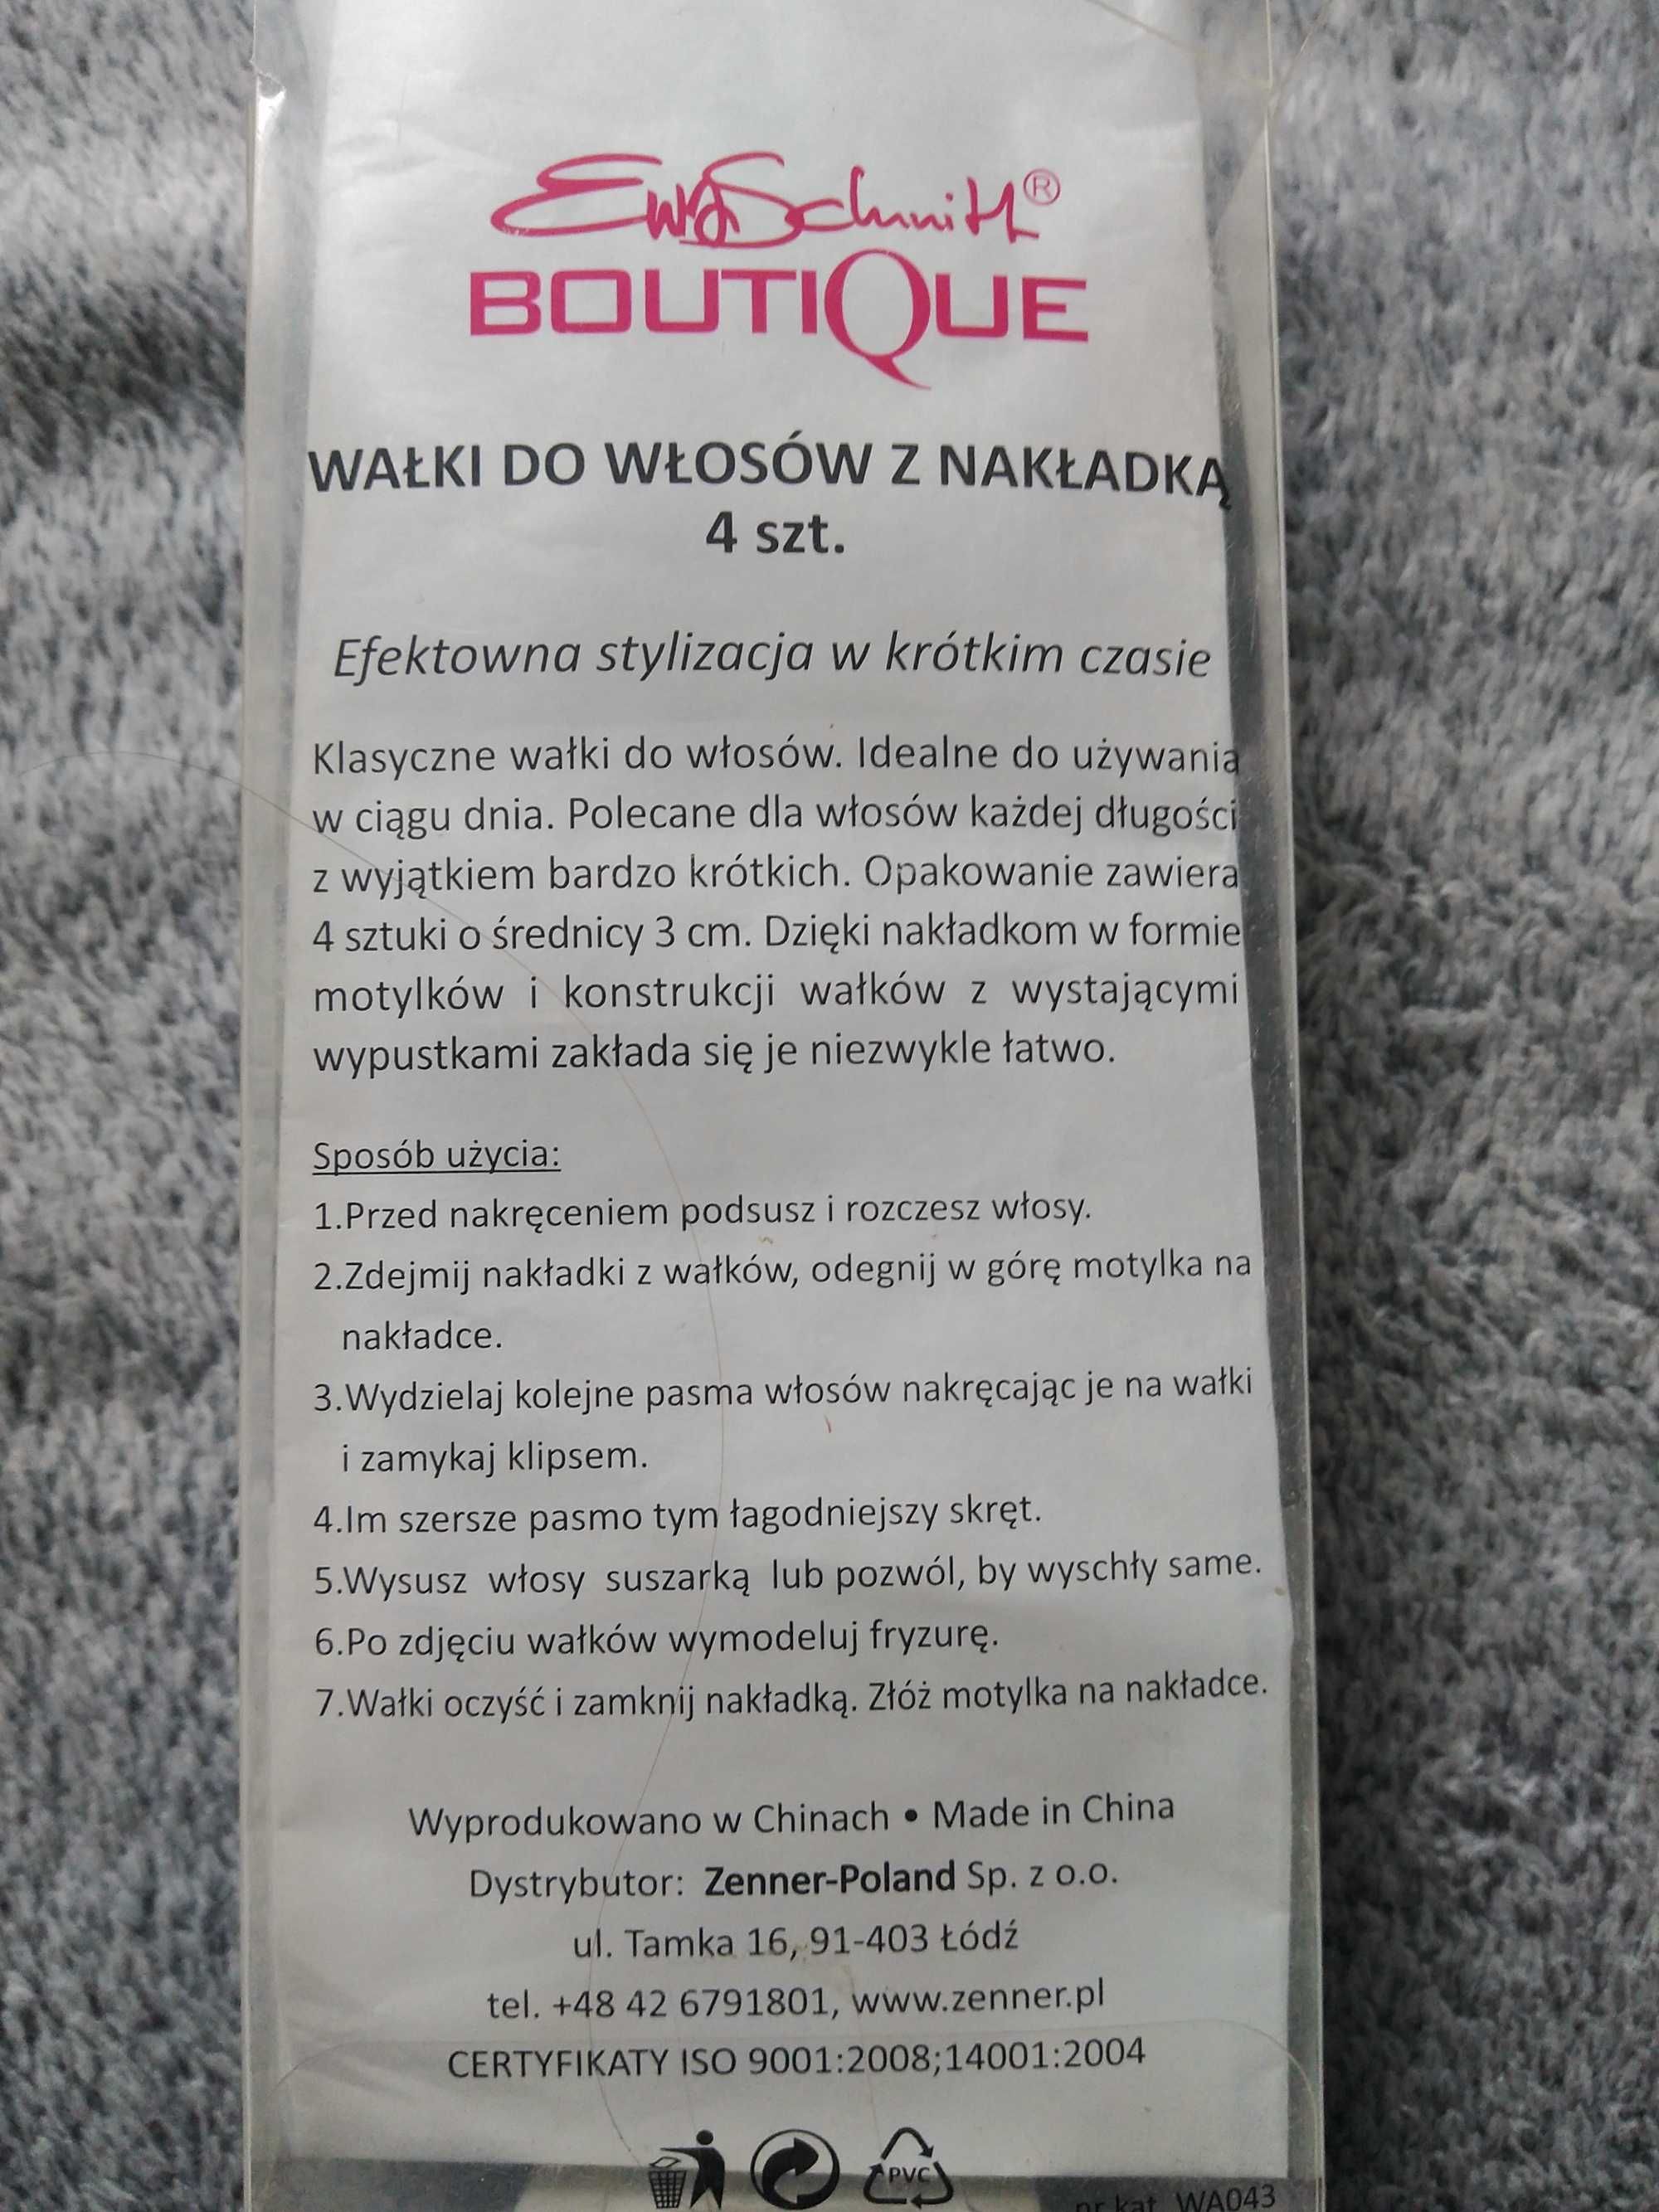 Ewa Schmitt®
BOUTIQUE
WAŁKI DO WŁOSÓW Z NAKŁADKĄ
4 szt.
Efektowna stylizacja w krótkim czasie
Klasyczne wałki do włosów. Idealne do używania
w ciągu dnia. Polecane dla włosów każdej długości
z wyjątkiem bardzo krótkich. Opakowanie zawiera
4 sztuki o średnicy 3 cm. Dzięki nakładkom w formie
motylków i konstrukcji wałków z wystającymi
wypustkami zakłada się je niezwykle łatwo.
Sposób użycia:
1.Przed nakręceniem podsusz i rozczesz włosy.
2.Zdejmij nakładki z wałków, odegnij w górę motylka na
nakładce.
3.Wydzielaj kolejne pasma włosów nakręcając je na wałki
i zamykaj klipsem.
4.Im szersze pasmo tym łagodniejszy skręt.
5.Wysusz włosy suszarką lub pozwól, by wyschły same.
6.Po zdjęciu wałków wymodeluj fryzurę.
7.Wałki oczyść i zamknij nakładką. Złóż motylka na nakładce.
Wyprodukowano w Chinach • Made in China
Dystrybutor: Zenner-Poland Sp. z o.o.
ul. Tamka 16, 91-403 Łódź
tel. +48 42 6791801, www.zenner.pl
CERTYFIKATY ISO 9001:2008;14001:2004
PVC
nr kat. WA043